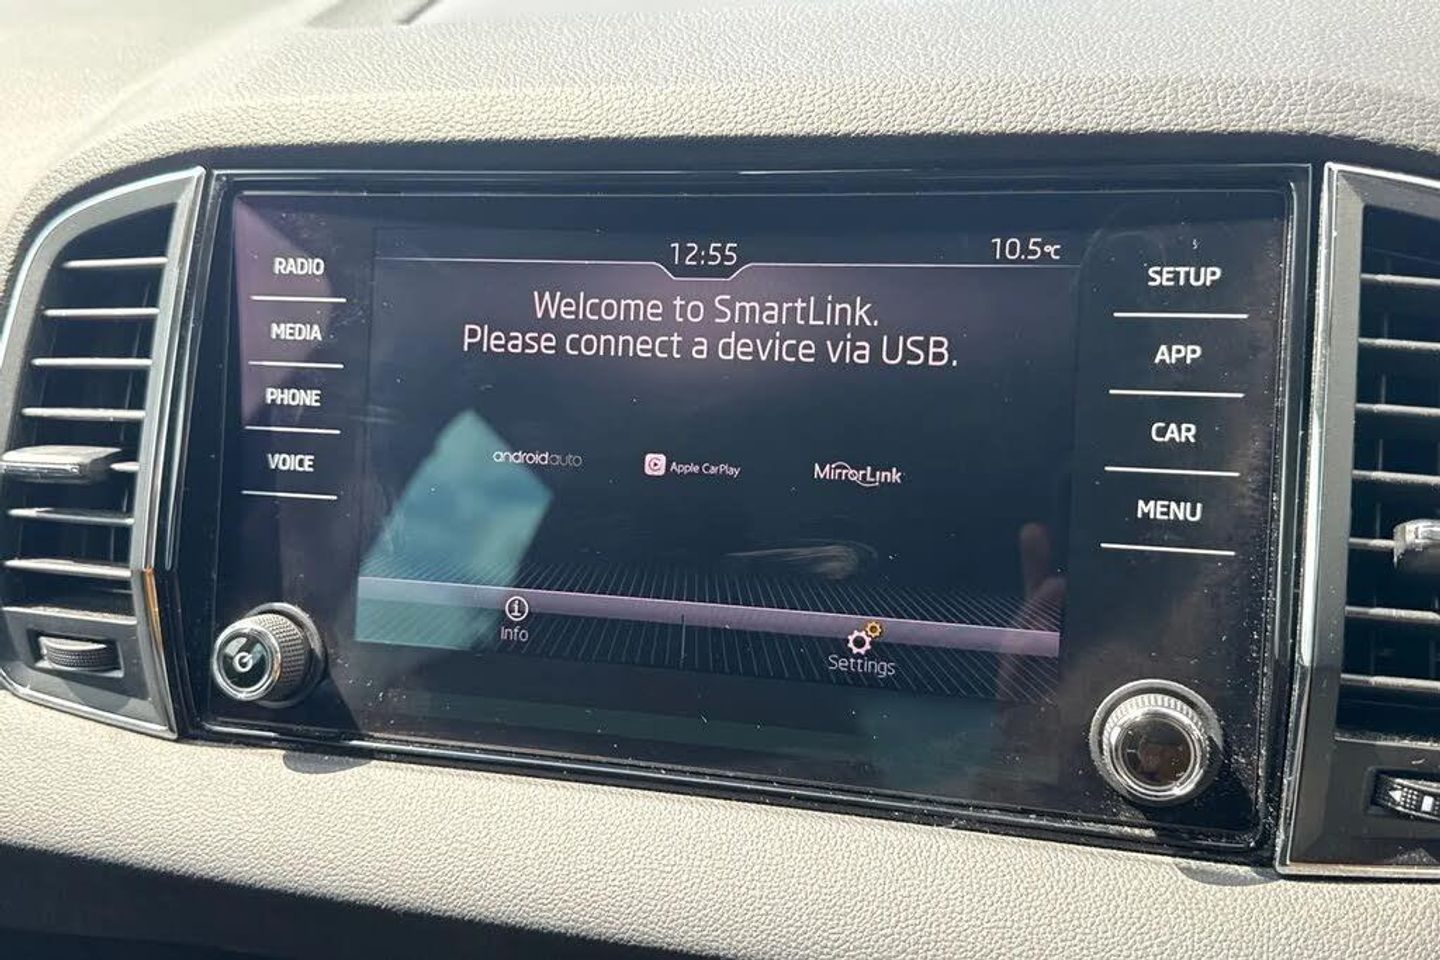 12:55
10.5°C
RADIO
MEDIA
PHONE
VOICE
Welcome to SmartLink.
Please connect a device via USB.
androidauto
Apple CarPlay
MirrorLink
Info
Settings
SETUP
APP
CAR
MENU